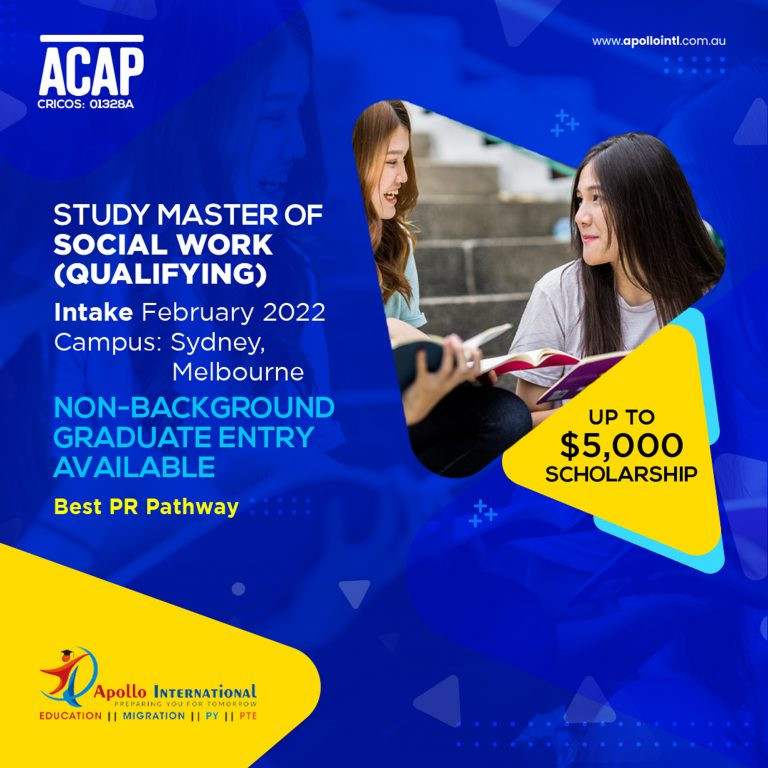 ACAP
CRICOS: 01328A
www.apollointl.com.au
STUDY MASTER OF
SOCIAL WORK
(QUALIFYING)
Intake February 2022
Campus: Sydney,
Melbourne
NON-BACKGROUND
GRADUATE ENTRY
AVAILABLE
Best PR Pathway
UP TO
$5,000
SCHOLARSHIP
Apollo International
PREPARING YOU FOR TOMORROW
EDUCATION || MIGRATION || PY || PTE